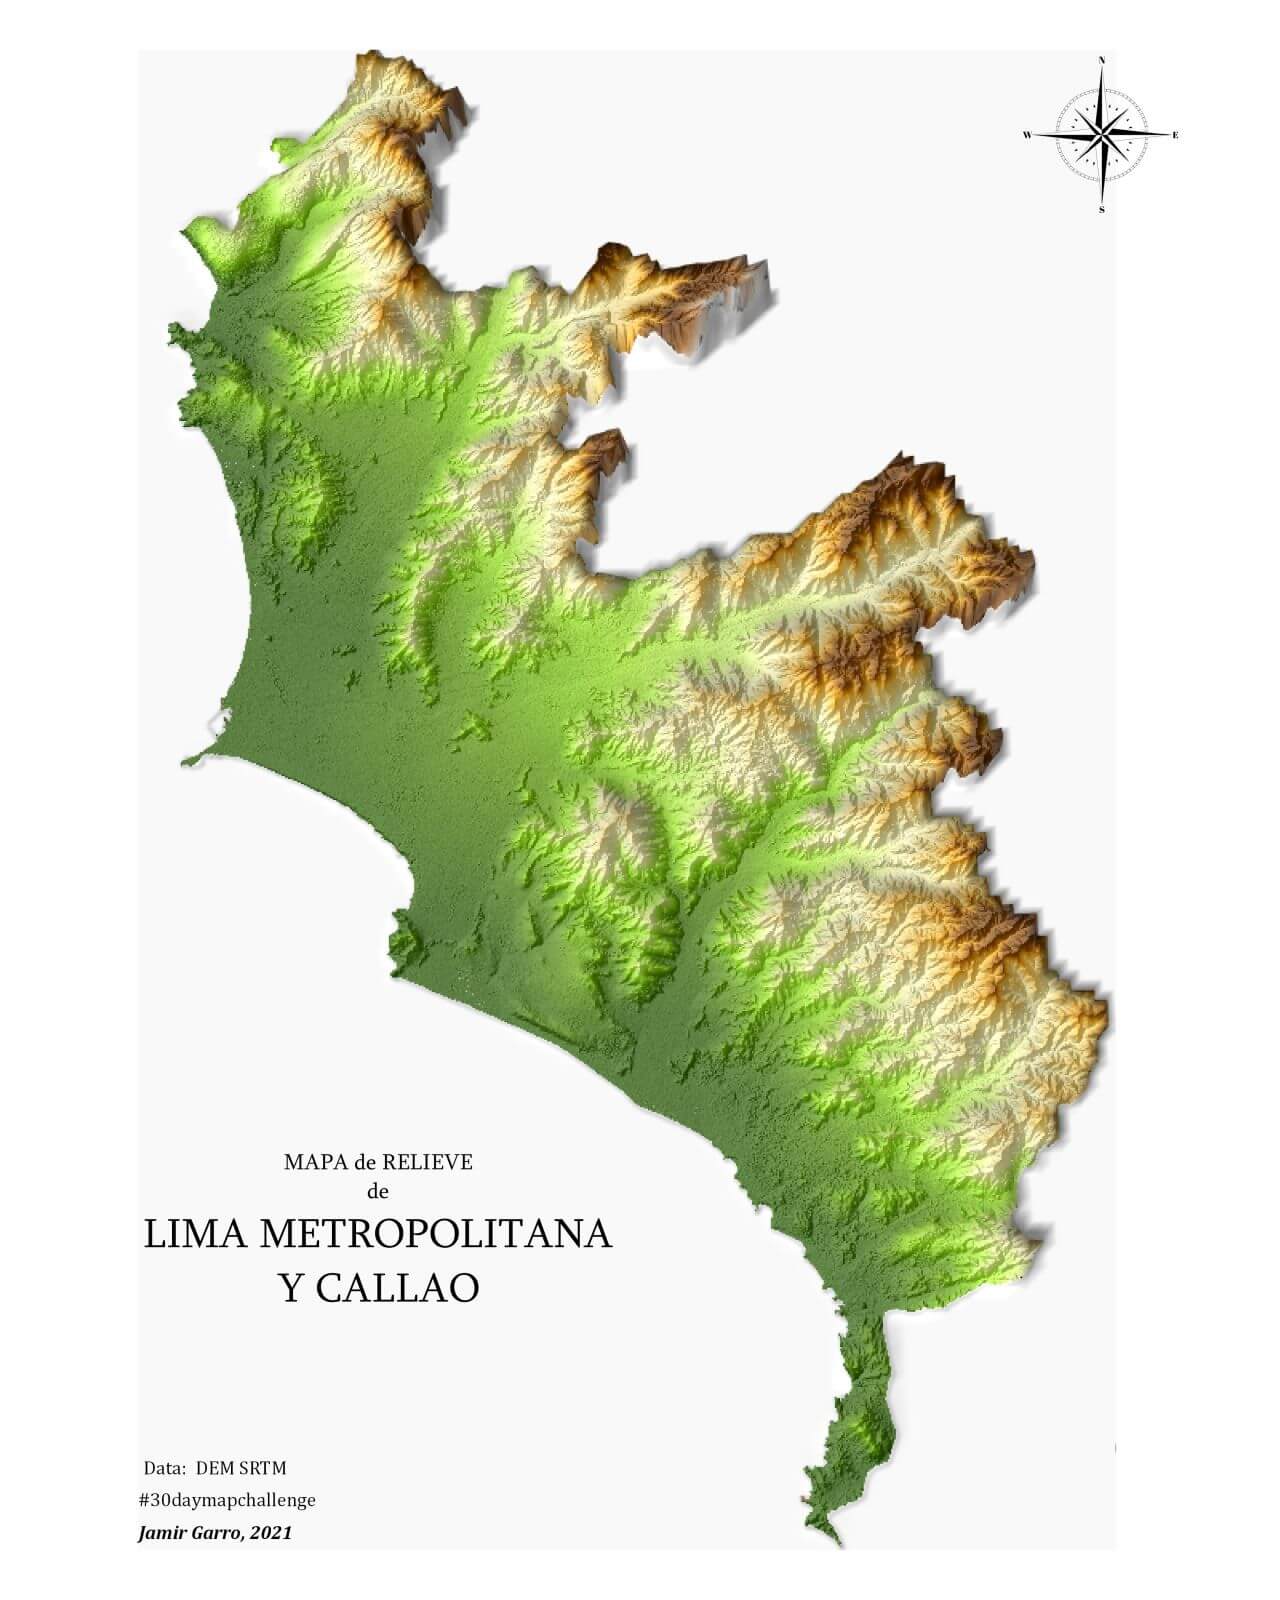 N
W E
S
MAPA de RELIEVE
de
LIMA METROPOLITANA
Y CALLAO
Data: DEM SRTM
#30daymapchallenge
Jamir Garro, 2021